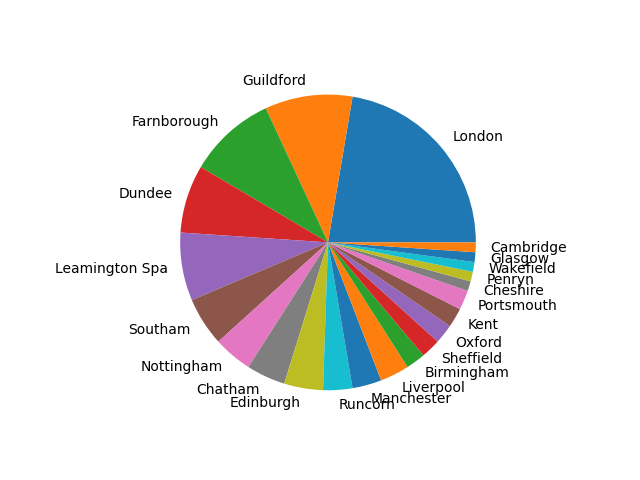 Guildford
London
Farnborough
Dundee
Leamington Spa
Southam
Nottingham
Chatham
Edinburgh
Runcorn
Manchester
Liverpool
Birmingham
Sheffield
Oxford
Kent
Portsmouth
Cheshire
Penryn
Wakefield
Glasgow
Cambridge